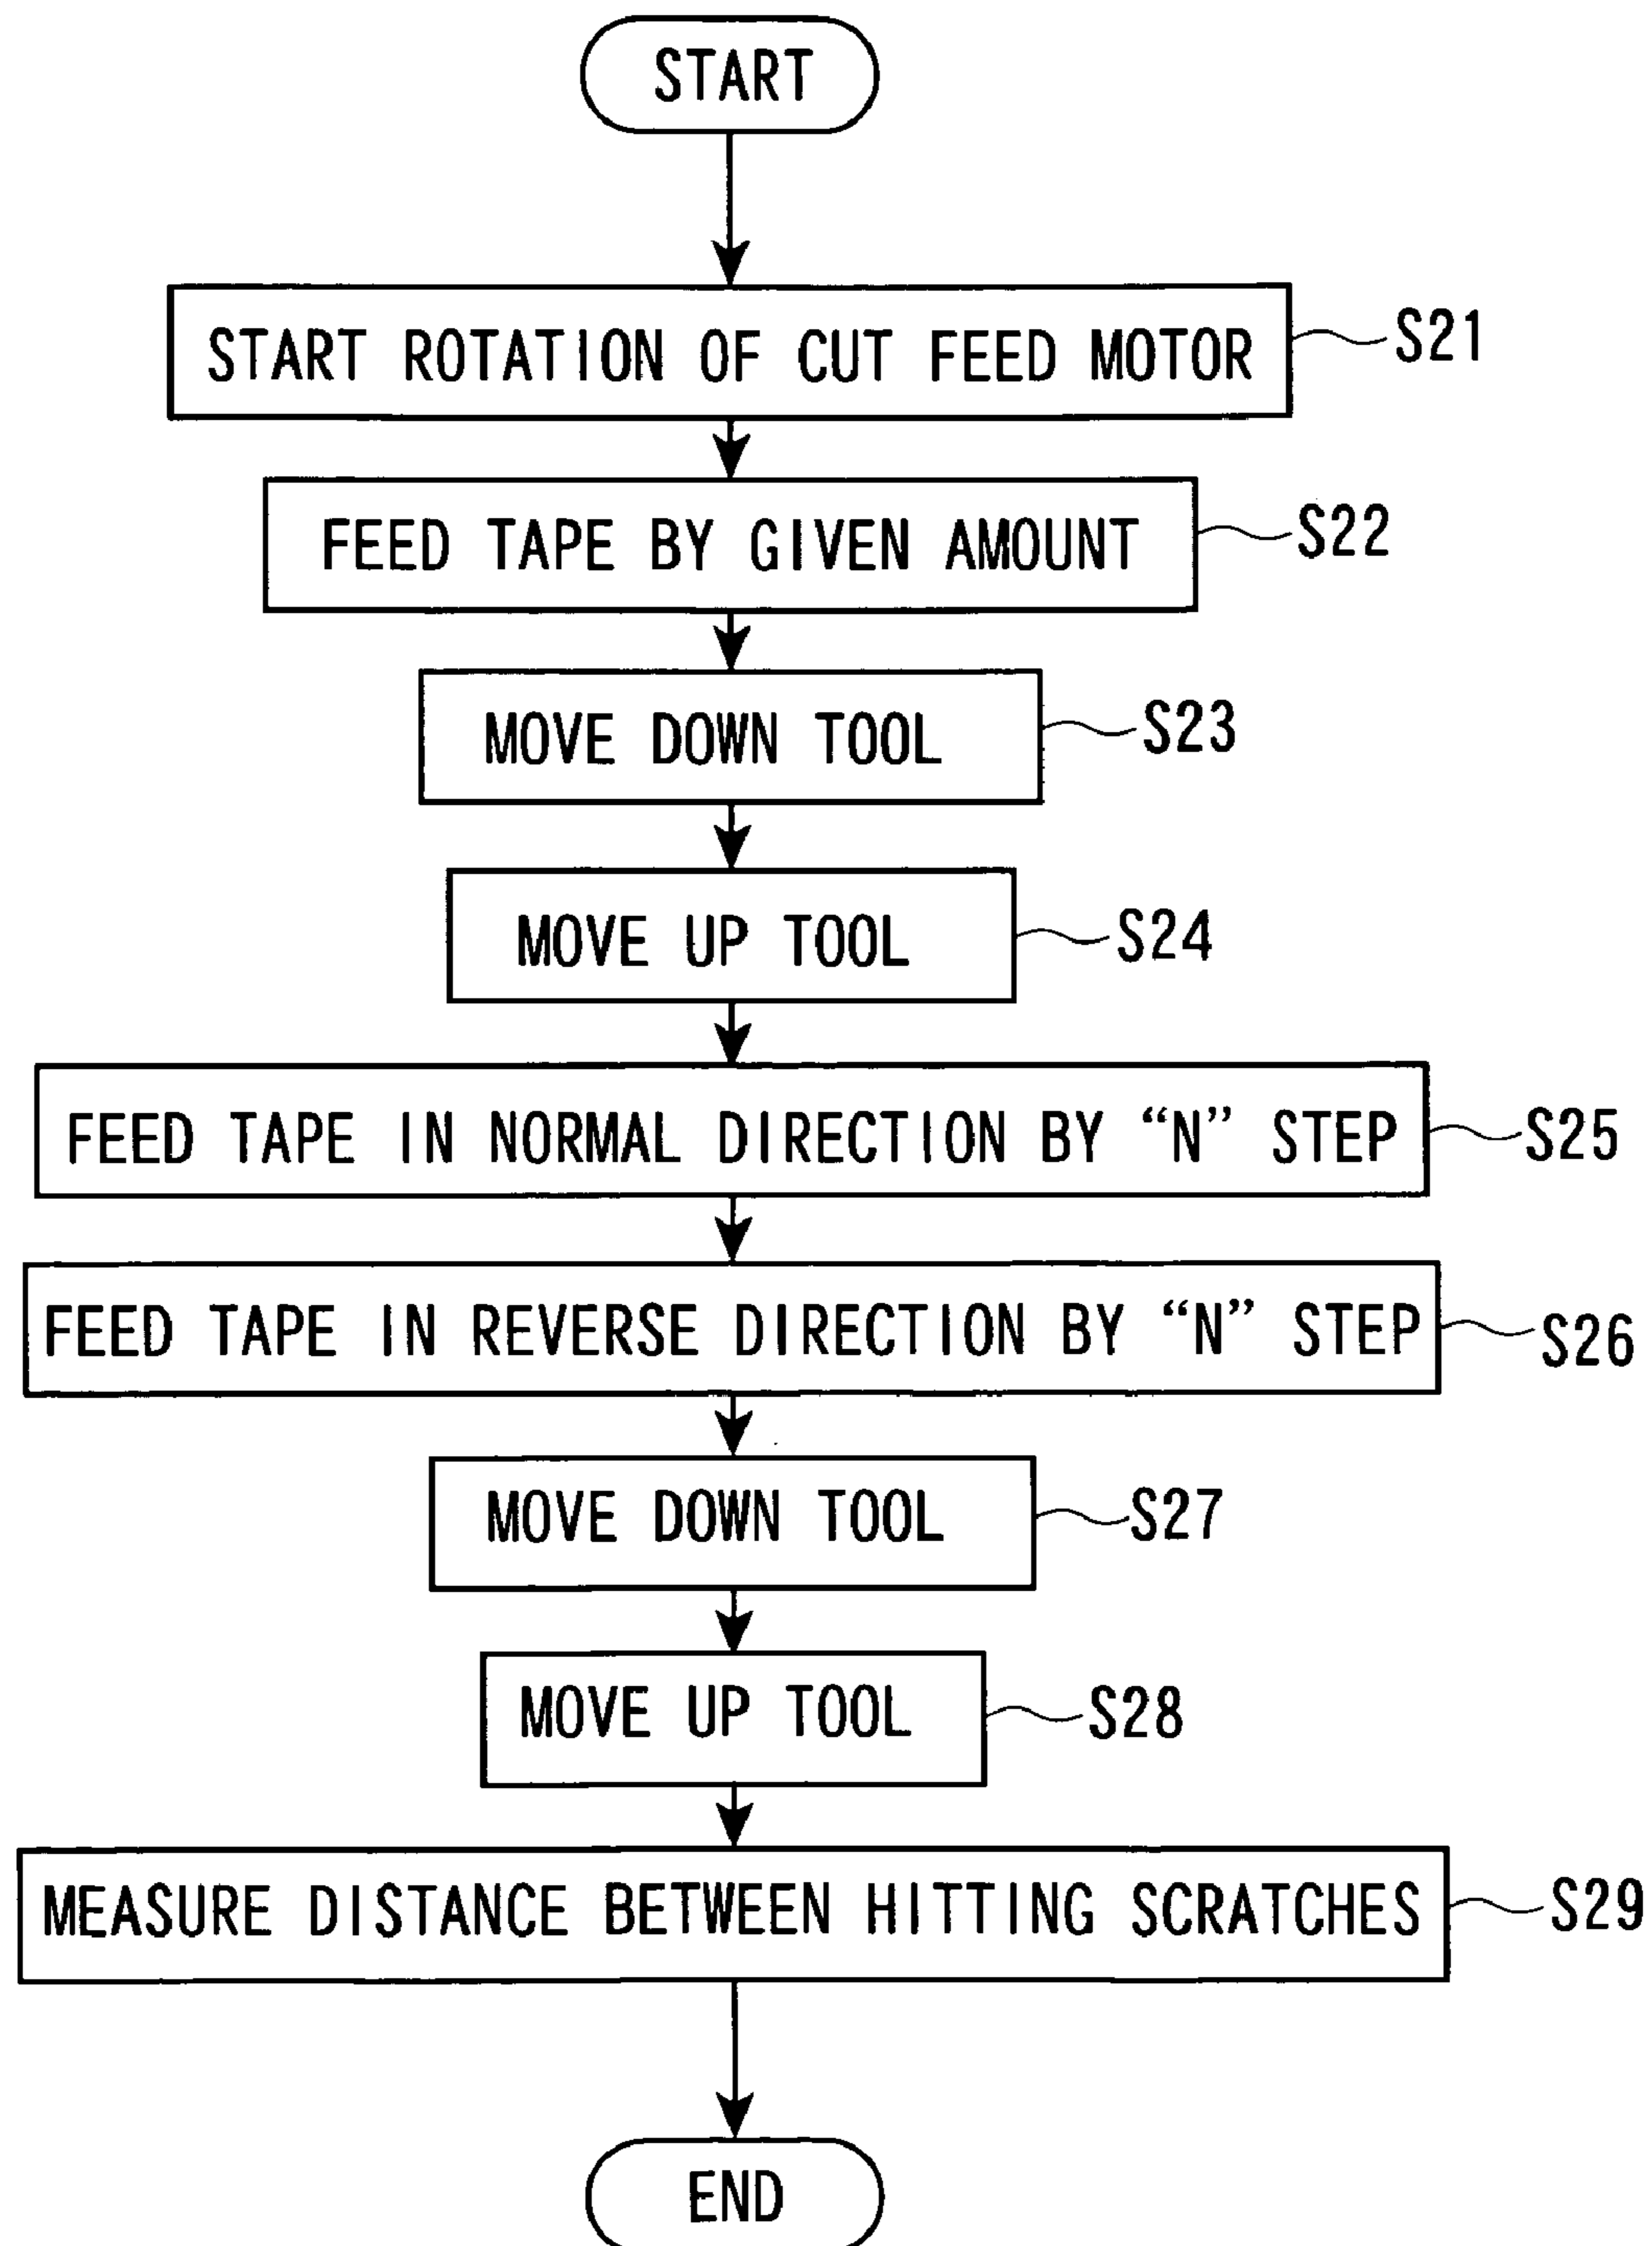 START
START ROTATION OF CUT FEED MOTOR
S21
FEED TAPE BY GIVEN AMOUNT
S22
MOVE DOWN TOOL
S23
MOVE UP TOOL
S24
FEED TAPE IN NORMAL DIRECTION BY “N” STEP
S25
FEED TAPE IN REVERSE DIRECTION BY “N” STEP
S26
MOVE DOWN TOOL
S27
MOVE UP TOOL
S28
MEASURE DISTANCE BETWEEN HITTING SCRATCHES
S29
END